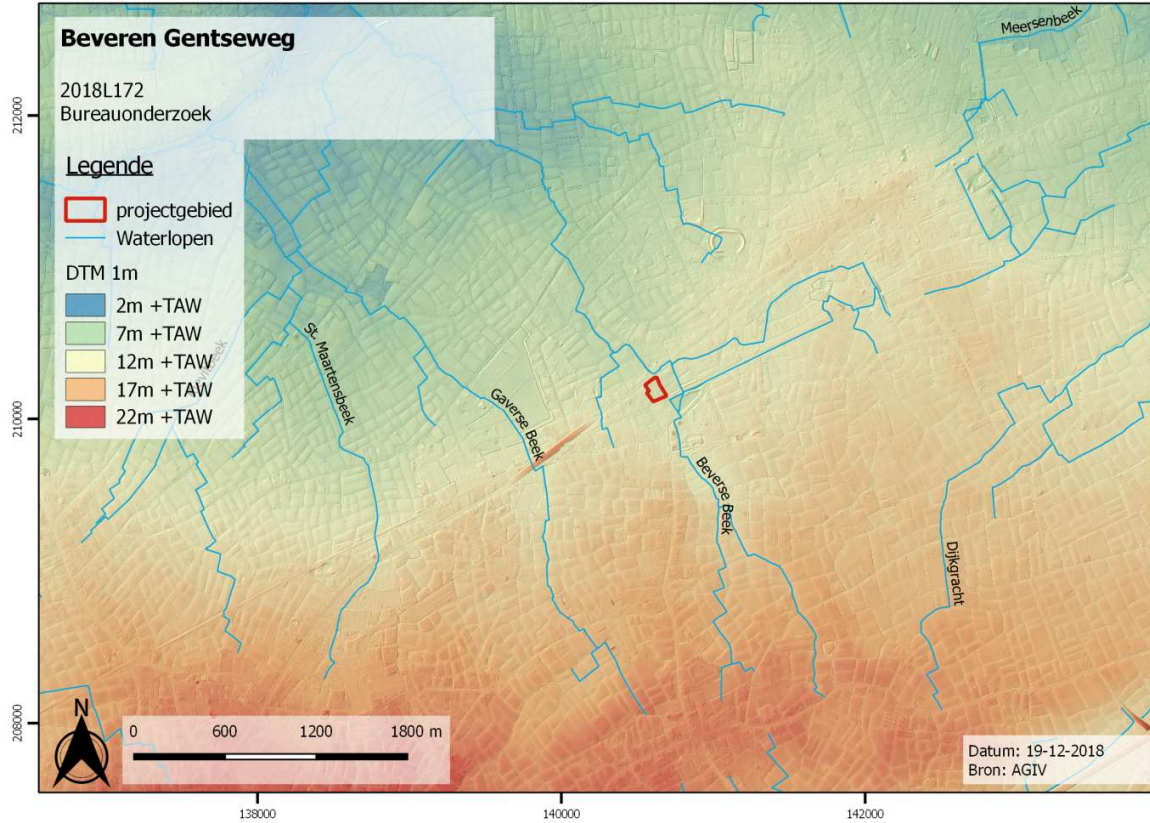 Beveren Gentseweg
2018L172
Bureauonderzoek
Legende
projectgebied
Waterlopen
DTM 1m
2m +TAW
7m +TAW
12m +TAW
17m +TAW
22m +TAW
Meersenbeek
St. Maartensbeek
Gaverse Beek
Beverse Beek
Dijkgracht
N
0 600 1200 1800 m
Datum: 19-12-2018
Bron: AGIV
212000
210000
208000
138000 140000 142000